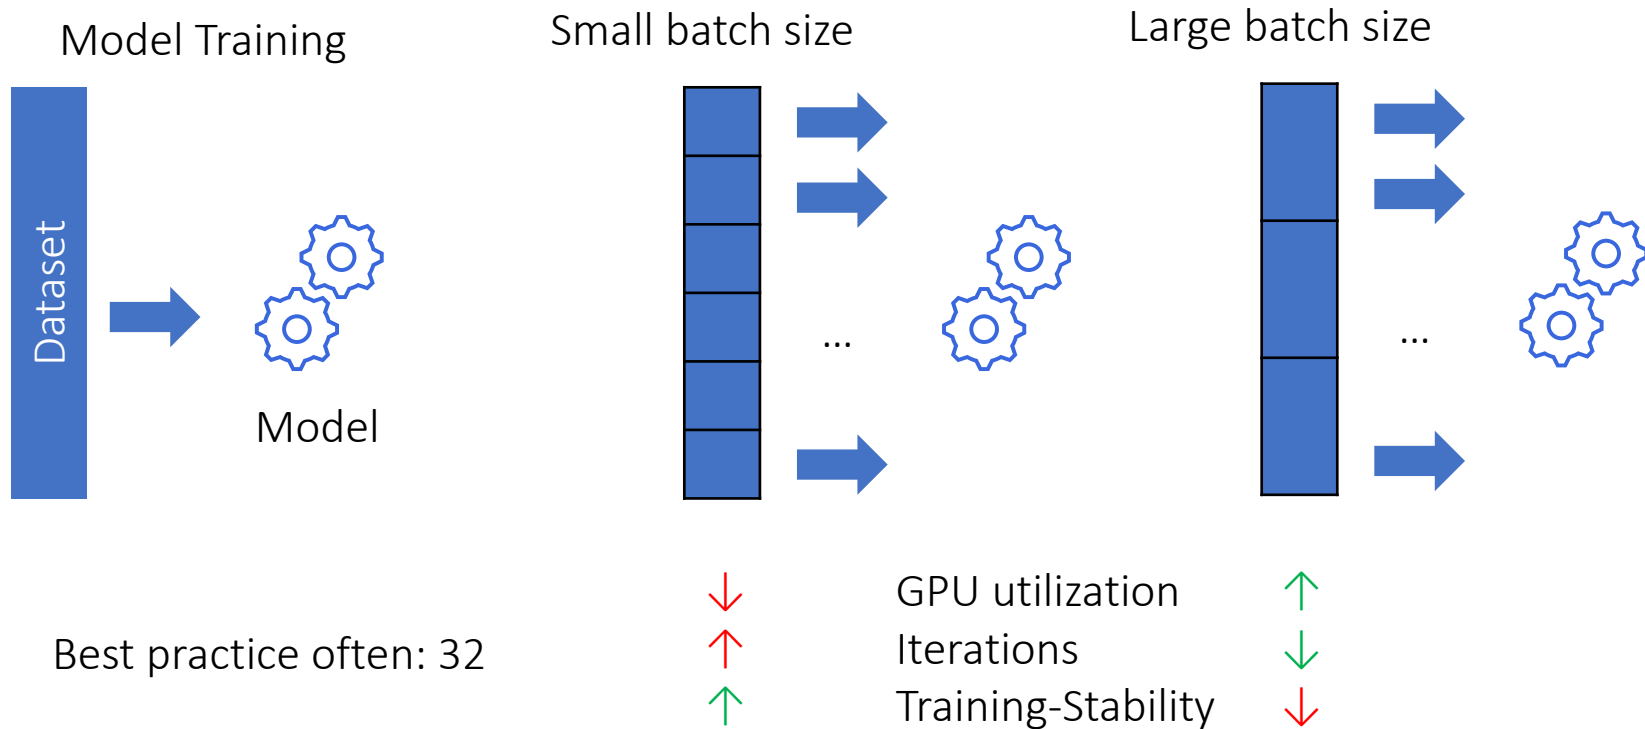 Model Training
Small batch size
Large batch size
Dataset
Model
...
...
GPU utilization
Best practice often: 32
Iterations
Training-Stability